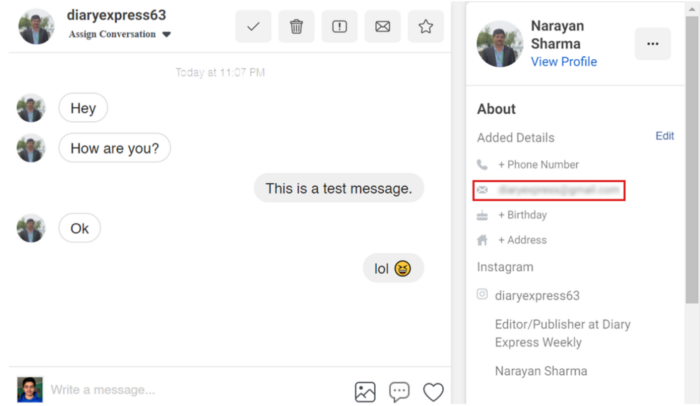 diaryexpress63
Assign Conversation
Today at 11:07 PM
Hey
How are you?
This is a test message.
Ok
lol 😆
Write a message...
Narayan
Sharma
View Profile
About
Added Details
Edit
+ Phone Number
+ Birthday
+ Address
Instagram
diaryexpress63
Editor/Publisher at Diary
Express Weekly
Narayan Sharma